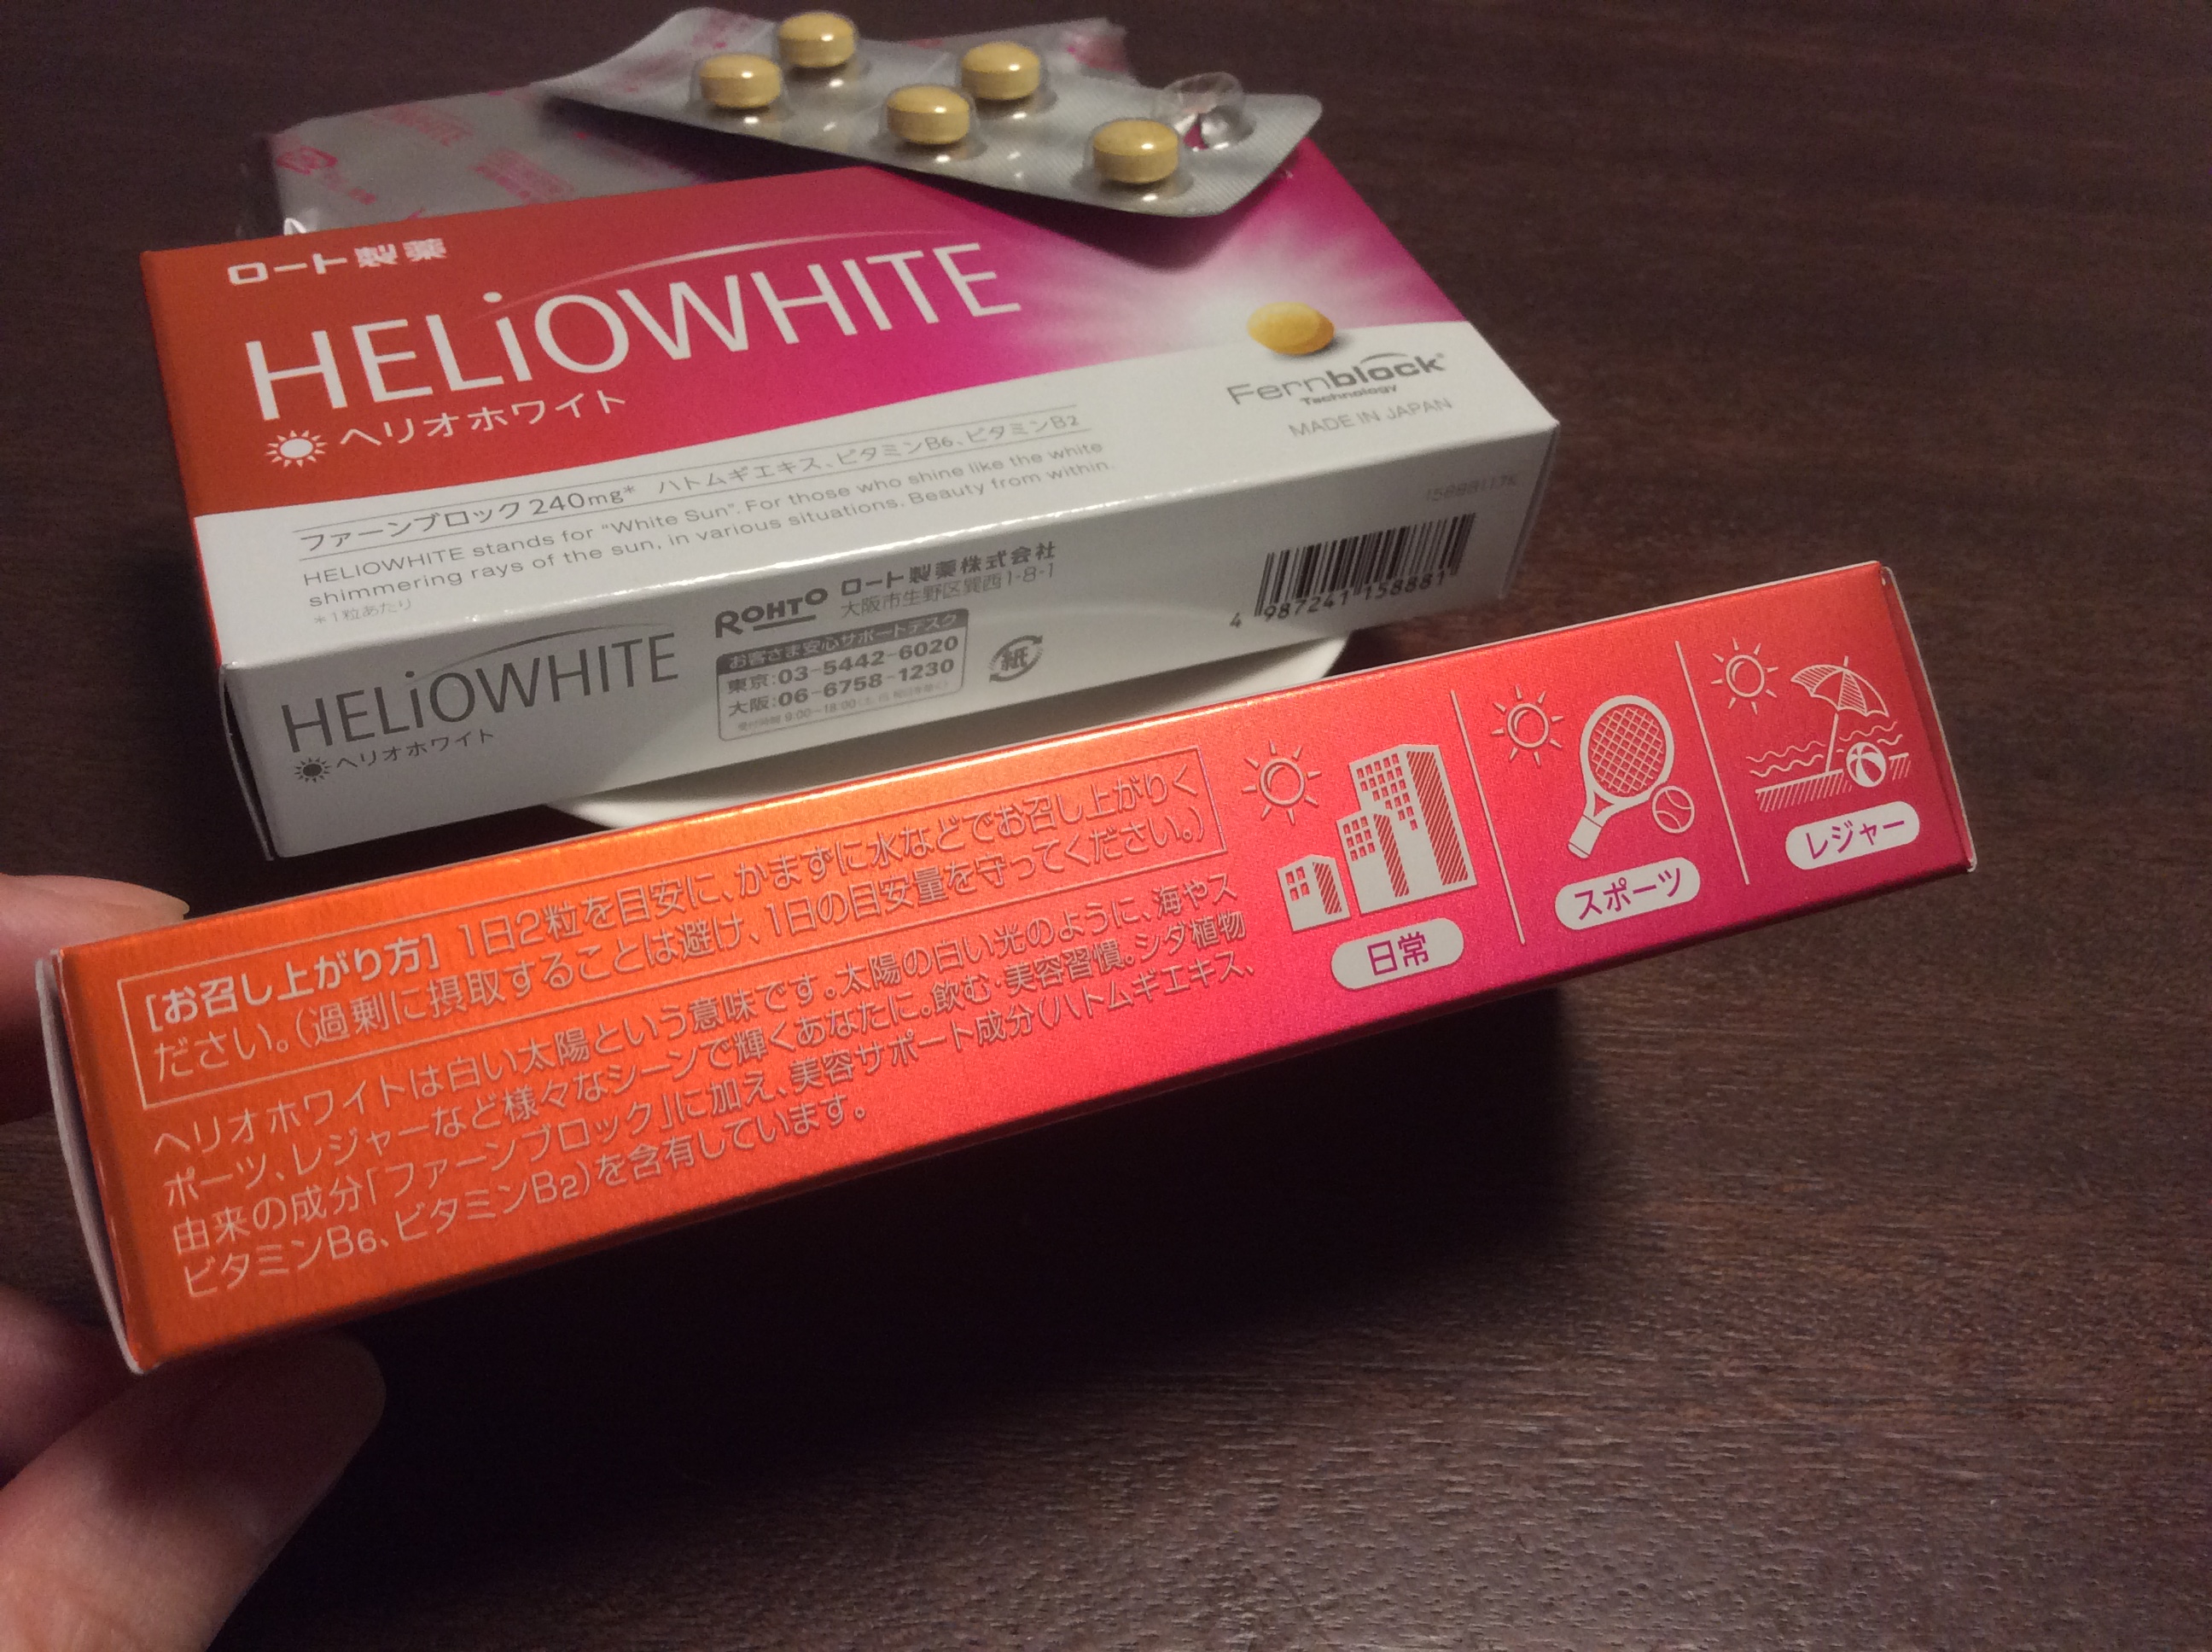 ロート製薬
HELiOWHITE
ヘリオホワイト
Fernblock®
Technology
MADE IN JAPAN
ファーンブロック240mg* ハトムギエキス、ビタミンB6、ビタミンB2
HELIOWHITE stands for "White Sun". For those who shine like the white
shimmering rays of the sun, in various situations. Beauty from within.
*1粒あたり
HELiOWHITE
ヘリオホワイト
ROHTO ロート製薬株式会社
大阪市生野区巽西1-8-1
お客さま安心サポートデスク
東京:03-5442-6020
大阪:06-6758-1230
紙
4 987241 158881
[お召し上がり方] 1日2粒を目安に、かまずに水などでお召し上がりく
ださい。(過剰に摂取することは避け、1日の目安量を守ってください。)
ヘリオホワイトは白い太陽という意味です。太陽の白い光のように、海やス
ポーツ、レジャーなど様々なシーンで輝くあなたに。飲む・美容習慣。シダ植物
由来の成分「ファーンブロック」に加え、美容サポート成分(ハトムギエキス、
ビタミンB6、ビタミンB2)を含有しています。
日常
スポーツ
レジャー